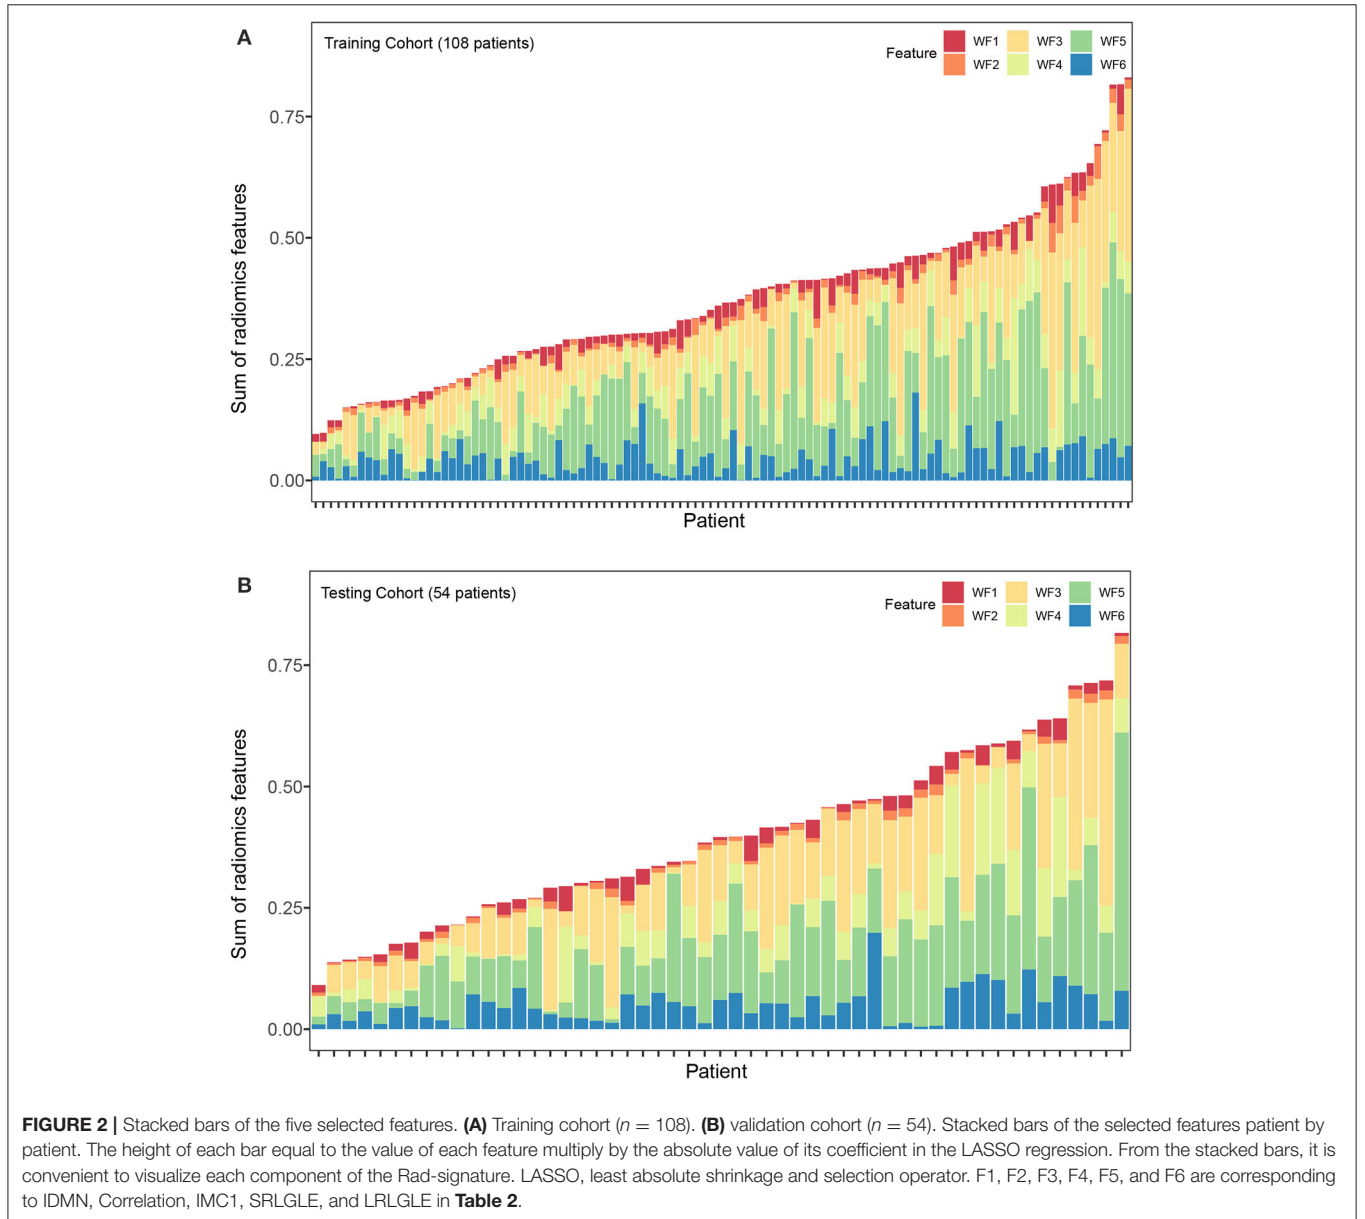 A
Training Cohort (108 patients)
Feature
WF1 WF3 WF5
WF2 WF4 WF6
Sum of radiomics features
0.75
0.50
0.25
0.00
Patient
B
Testing Cohort (54 patients)
Feature
WF1 WF3 WF5
WF2 WF4 WF6
Sum of radiomics features
0.75
0.50
0.25
0.00
Patient
FIGURE 2 | Stacked bars of the five selected features. (A) Training cohort (n = 108). (B) validation cohort (n = 54). Stacked bars of the selected features patient by
patient. The height of each bar equal to the value of each feature multiply by the absolute value of its coefficient in the LASSO regression. From the stacked bars, it is
convenient to visualize each component of the Rad-signature. LASSO, least absolute shrinkage and selection operator. F1, F2, F3, F4, F5, and F6 are corresponding
to IDMN, Correlation, IMC1, SRLGLE, and LRLGLE in Table 2.